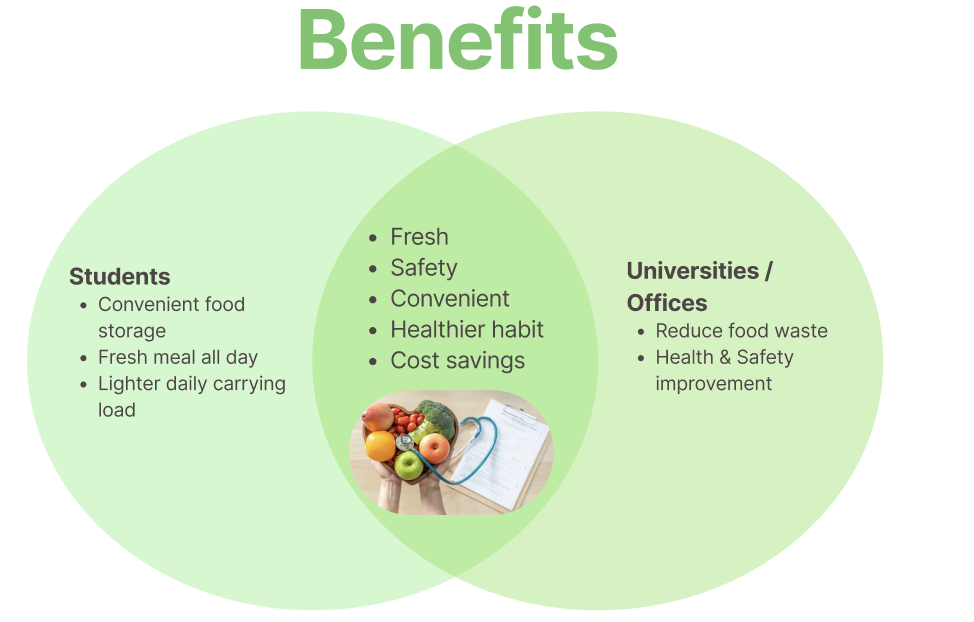 Benefits
Students
• Convenient food
storage
• Fresh meal all day
• Lighter daily carrying
load
• Fresh
• Safety
• Convenient
• Healthier habit
• Cost savings
Universities /
Offices
• Reduce food waste
• Health & Safety
improvement